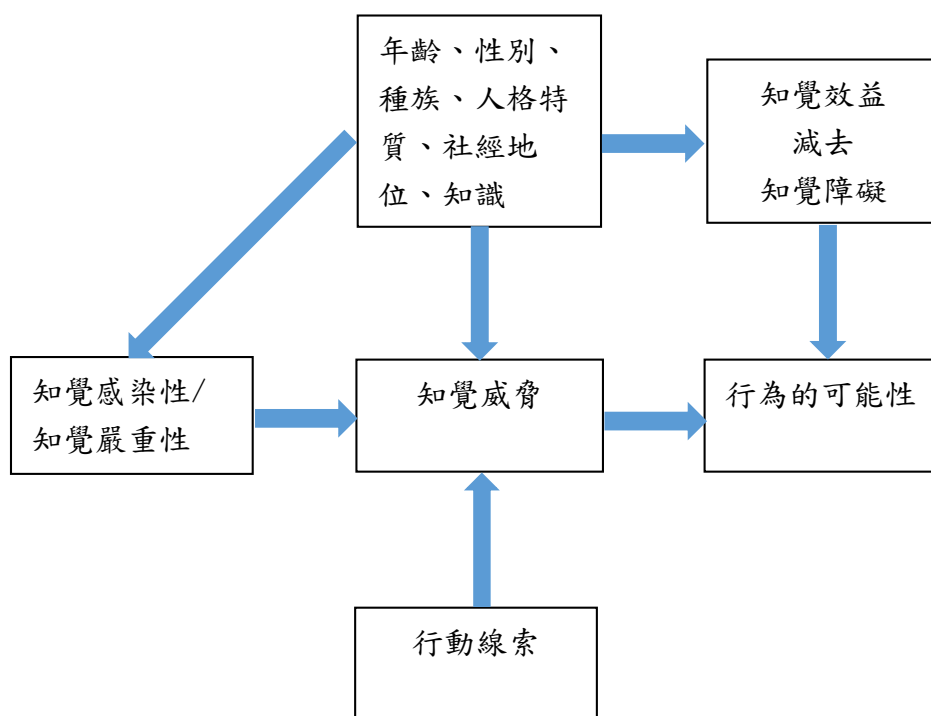 年齡、性別、
種族、人格特
質、社經地
位、知識
知覺效益
減去
知覺障礙
知覺感染性/
知覺嚴重性
知覺威脅
行為的可能性
行動線索